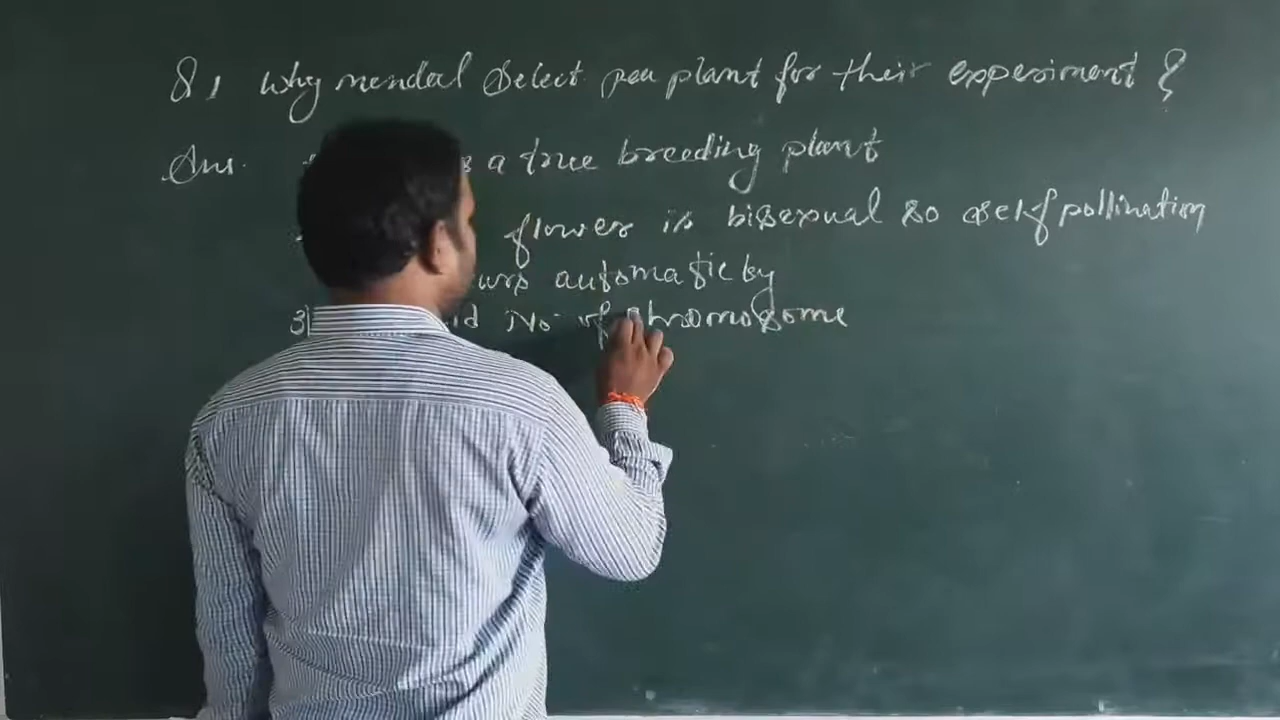 Q1 Why mendal select pea plant for their experiment ?
Ans. a true breeding plant
flower is bisexual so self pollination
automatic by
3) No. of chromosome